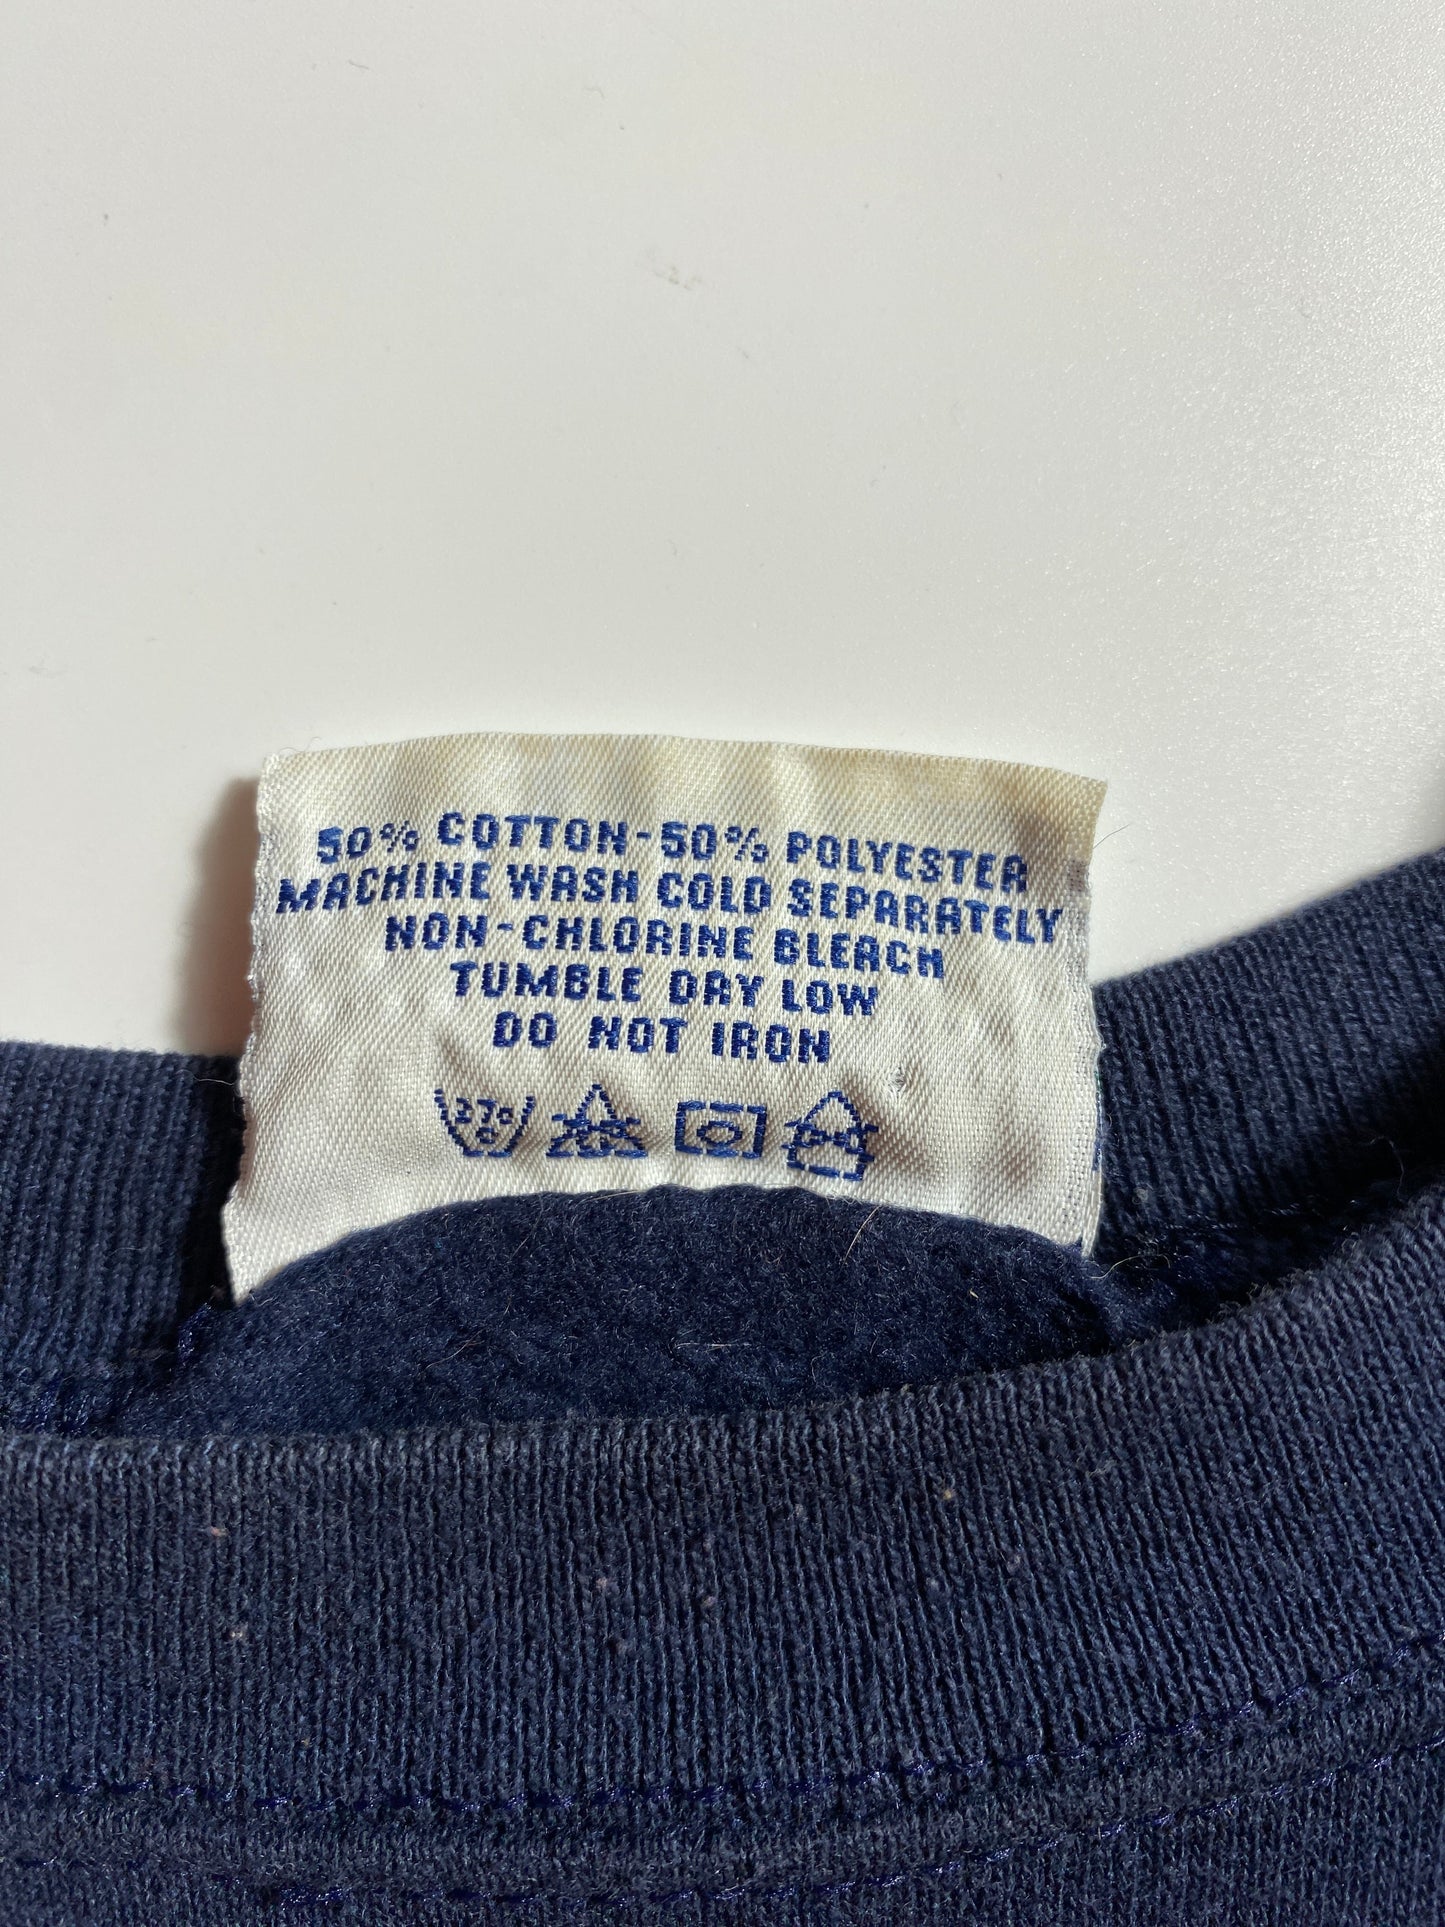 50% COTTON-50% POLYESTER
MACHINE WASH COLD SEPARATELY
NON-CHLORINE BLEACH
TUMBLE DRY LOW
DO NOT IRON